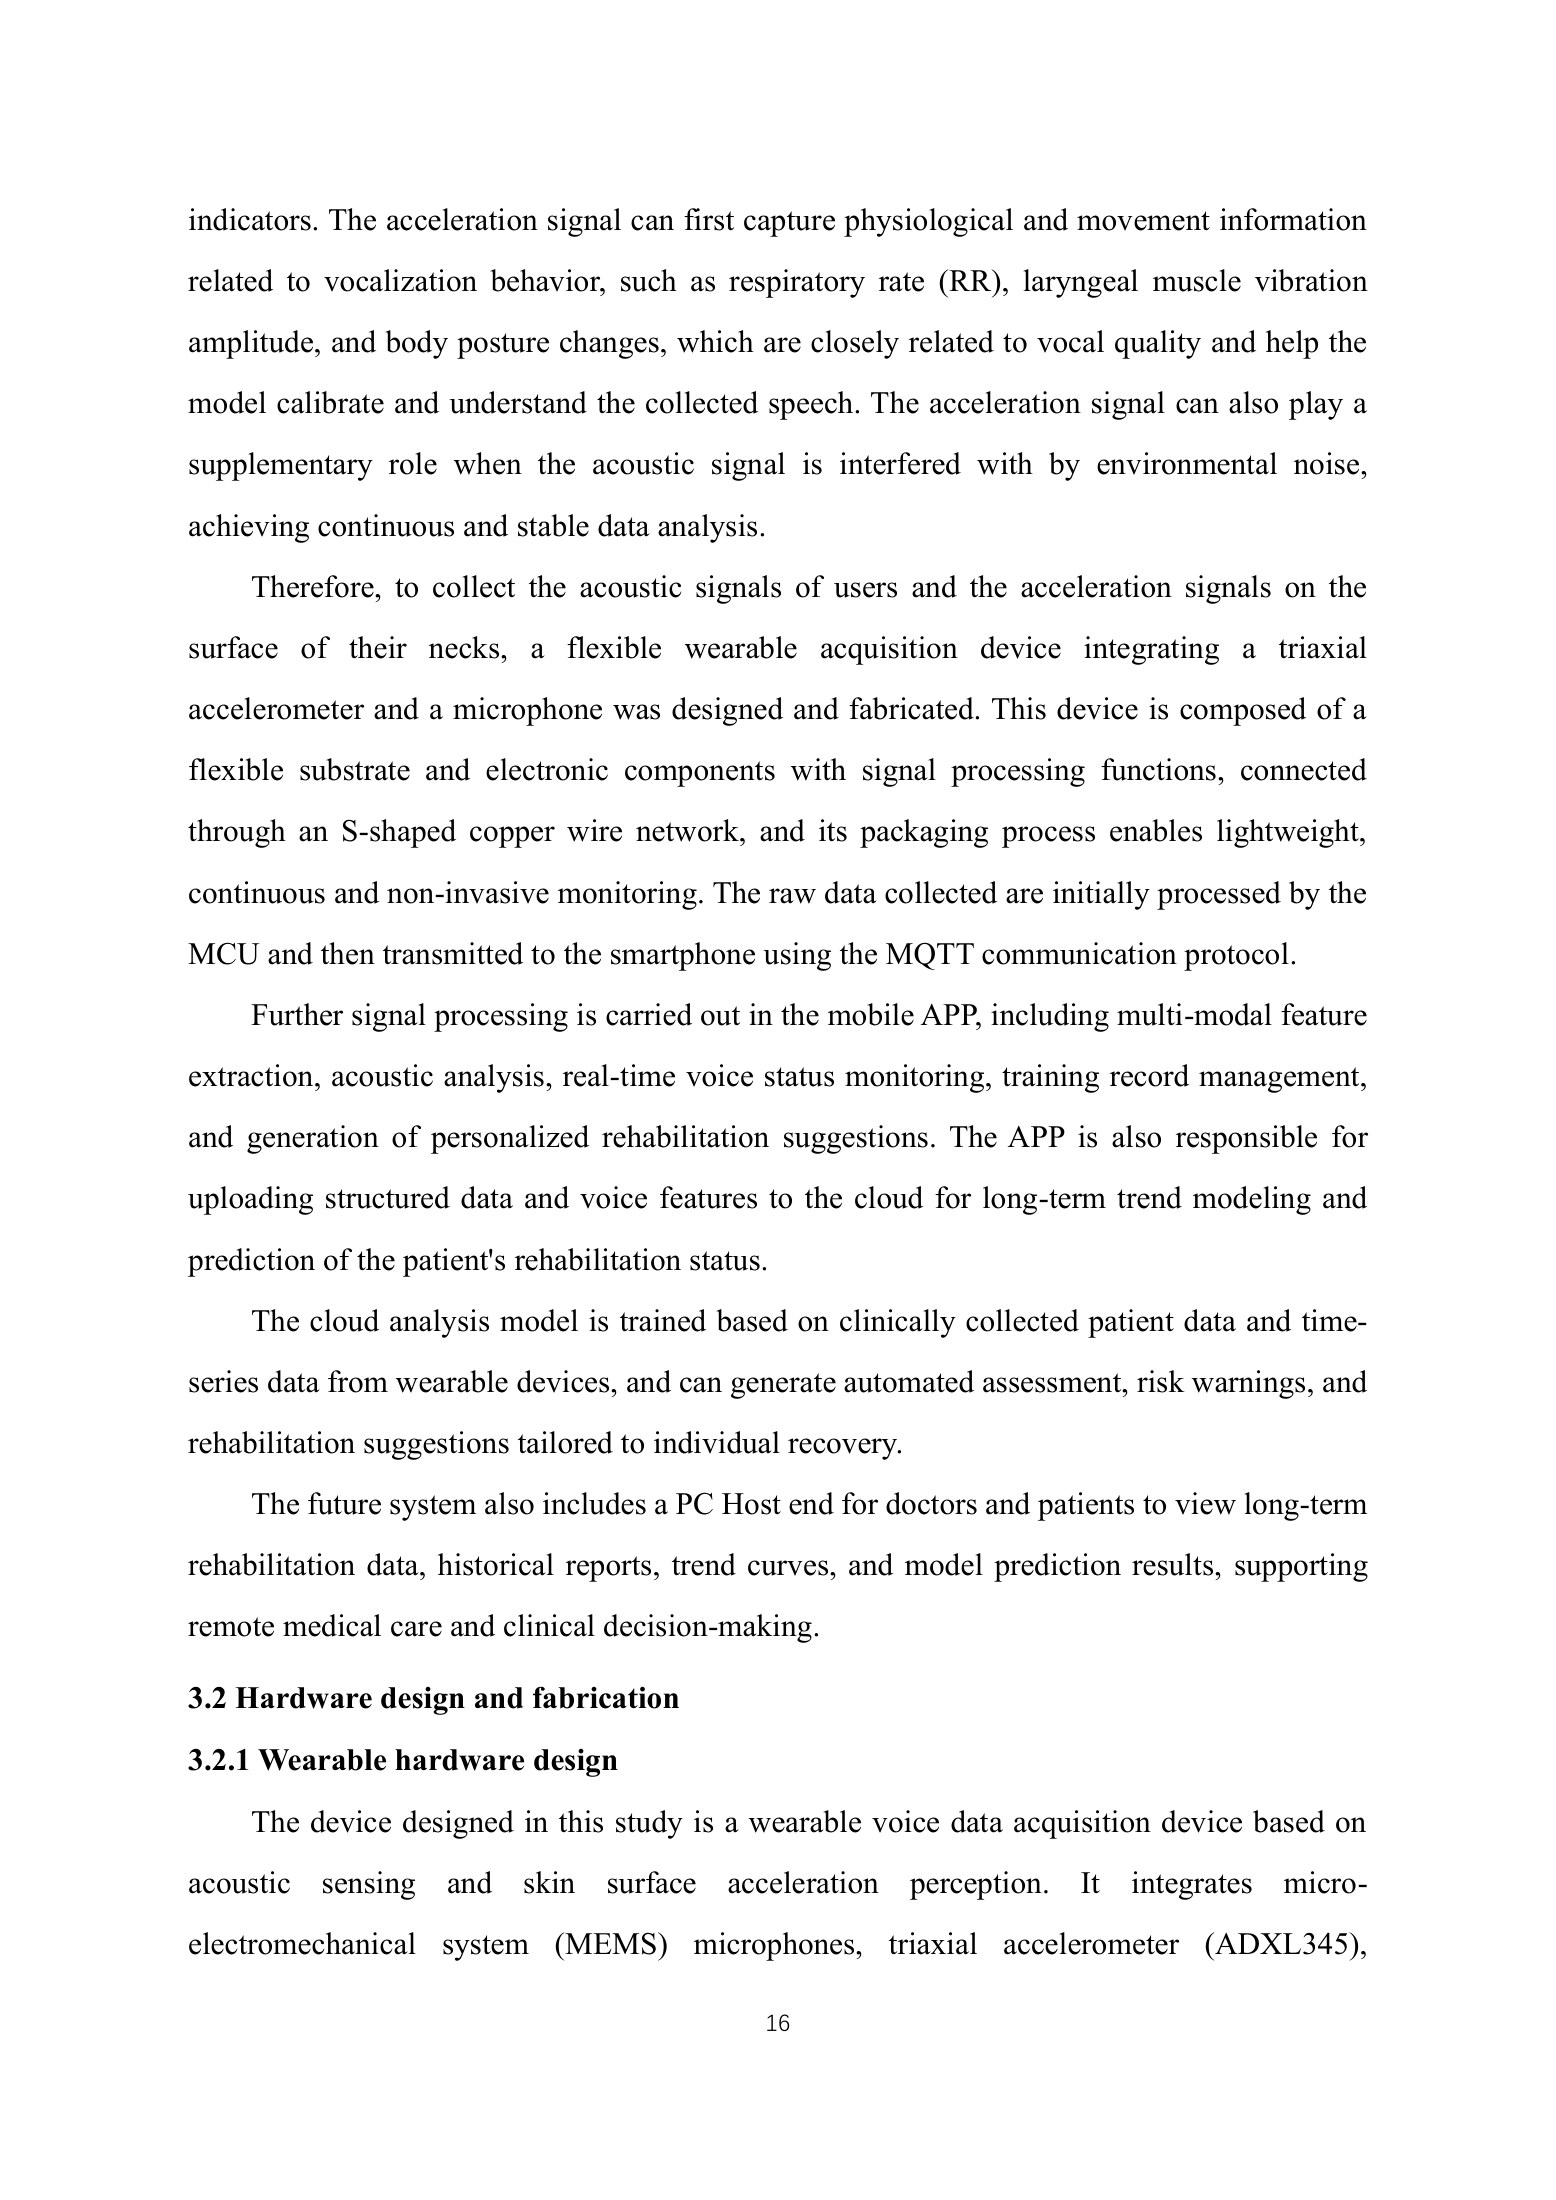 indicators. The acceleration signal can first capture physiological and movement information
related to vocalization behavior, such as respiratory rate (RR), laryngeal muscle vibration
amplitude, and body posture changes, which are closely related to vocal quality and help the
model calibrate and understand the collected speech. The acceleration signal can also play a
supplementary role when the acoustic signal is interfered with by environmental noise,
achieving continuous and stable data analysis.
Therefore, to collect the acoustic signals of users and the acceleration signals on the
surface of their necks, a flexible wearable acquisition device integrating a triaxial
accelerometer and a microphone was designed and fabricated. This device is composed of a
flexible substrate and electronic components with signal processing functions, connected
through an S-shaped copper wire network, and its packaging process enables lightweight,
continuous and non-invasive monitoring. The raw data collected are initially processed by the
MCU and then transmitted to the smartphone using the MQTT communication protocol.
Further signal processing is carried out in the mobile APP, including multi-modal feature
extraction, acoustic analysis, real-time voice status monitoring, training record management,
and generation of personalized rehabilitation suggestions. The APP is also responsible for
uploading structured data and voice features to the cloud for long-term trend modeling and
prediction of the patient's rehabilitation status.
The cloud analysis model is trained based on clinically collected patient data and time-
series data from wearable devices, and can generate automated assessment, risk warnings, and
rehabilitation suggestions tailored to individual recovery.
The future system also includes a PC Host end for doctors and patients to view long-term
rehabilitation data, historical reports, trend curves, and model prediction results, supporting
remote medical care and clinical decision-making.
3.2 Hardware design and fabrication
3.2.1 Wearable hardware design
The device designed in this study is a wearable voice data acquisition device based on
acoustic sensing and skin surface acceleration perception. It integrates micro-
electromechanical system (MEMS) microphones, triaxial accelerometer (ADXL345),
16